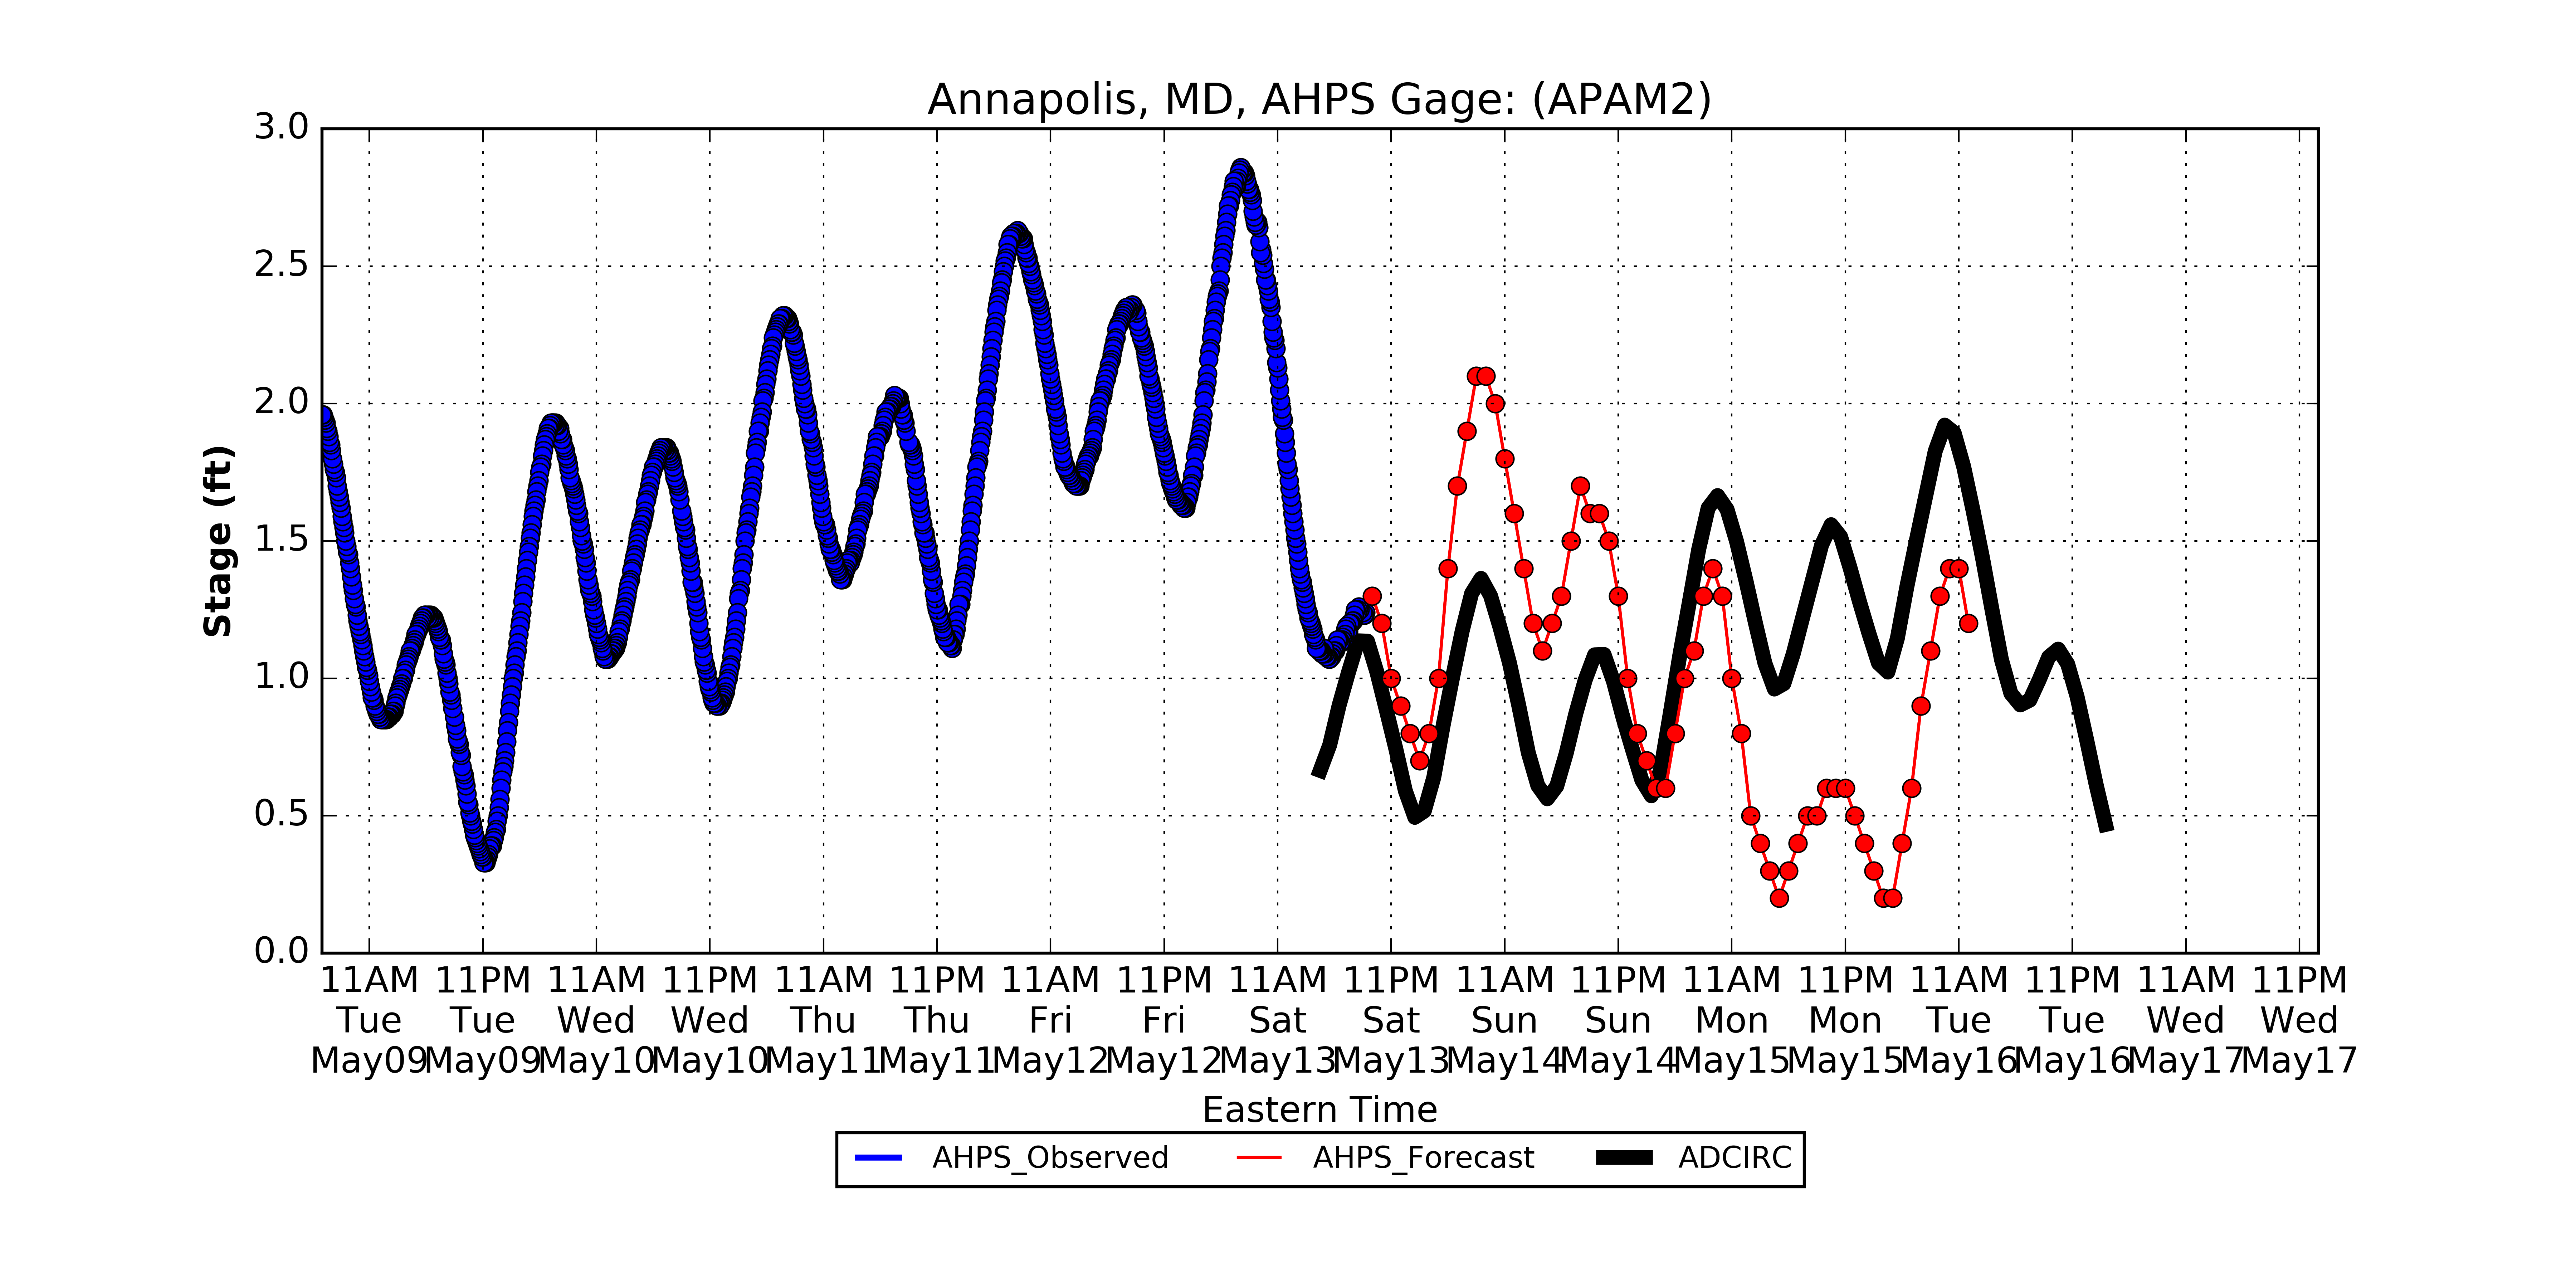 Annapolis, MD, AHPS Gage: (APAM2)
3.0
2.5
2.0
1.5
1.0
0.5
0.0
Stage (ft)
11AM 11PM 11AM 11PM 11AM 11PM 11AM 11PM 11AM 11PM 11AM 11PM 11AM 11PM 11AM 11PM 11AM 11PM
Tue Tue Wed Wed Thu Thu Fri Fri Sat Sat Sun Sun Mon Mon Tue Tue Wed Wed
May09 May09 May10 May10 May11 May11 May12 May12 May13 May13 May14 May14 May15 May15 May16 May16 May17 May17
Eastern Time
AHPS_Observed AHPS_Forecast ADCIRC